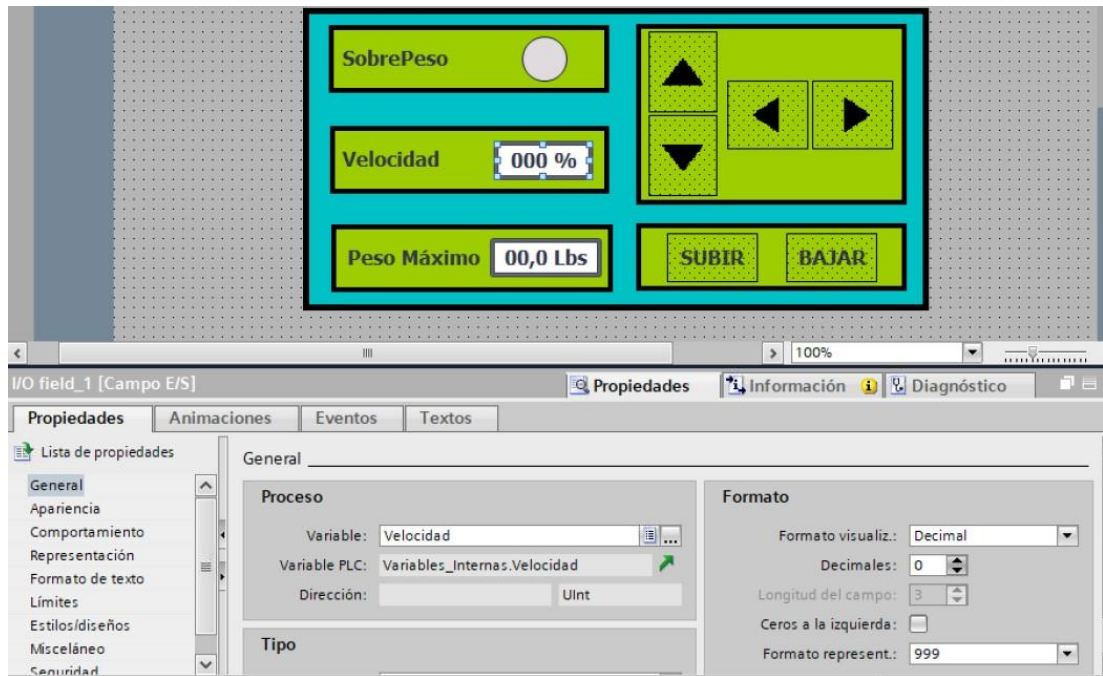 SobrePeso
Velocidad
000 %
Peso Máximo
00,0 Lbs
SUBIR
BAJAR
100%
I/O field_1 [Campo E/S]
Propiedades
Información
Diagnóstico
Propiedades
Animaciones
Eventos
Textos
Lista de propiedades
General
Apariencia
Comportamiento
Representación
Formato de texto
Límites
Estilos/diseños
Misceláneo
Seguridad
General
Proceso
Variable: Velocidad
...
Variable PLC: Variables_Internas.Velocidad
Dirección:
UInt
Tipo
Formato
Formato visualiz.: Decimal
Decimales: 0
Longitud del campo: 3
Ceros a la izquierda:
Formato represent.: 999